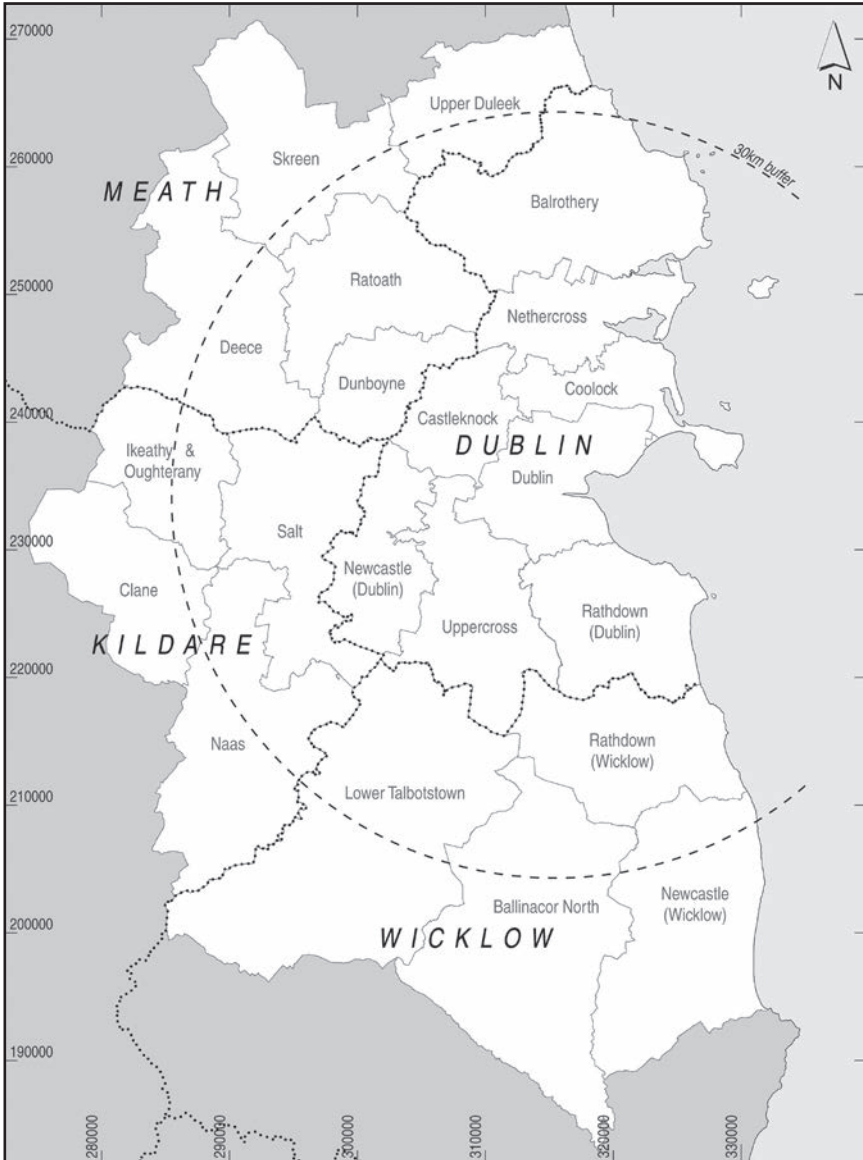 270000
260000
250000
240000
230000
220000
210000
200000
190000
N
30km buffer
Upper Duleek
Skreen
MEATH
Balrothery
Ratoath
Nethercross
Deece
Dunboyne
Coolock
Castleknock
DUBLIN
Ikeathy &
Oughterany
Dublin
Salt
Newcastle
(Dublin)
Clane
Uppercross
Rathdown
(Dublin)
KILDARE
Naas
Rathdown
(Wicklow)
Lower Talbotstown
Ballinacor North
Newcastle
(Wicklow)
WICKLOW
280000
290000
300000
310000
320000
330000